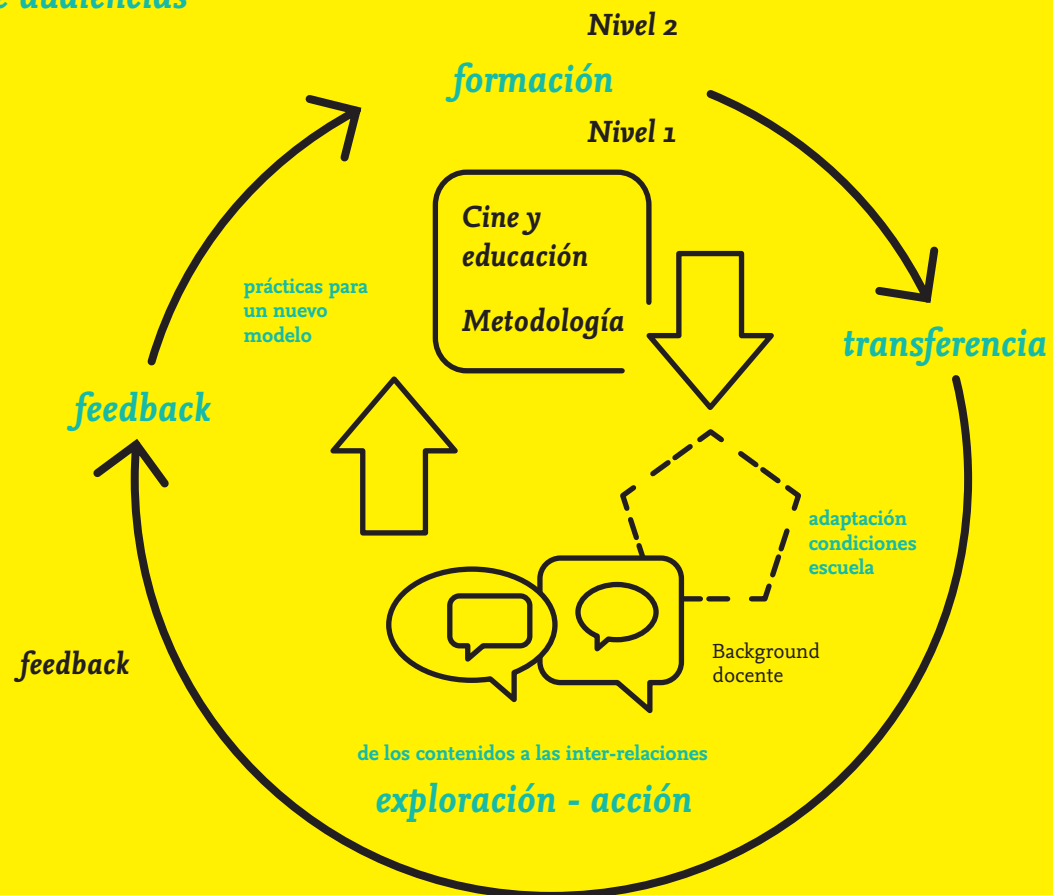 audiencias
Nivel 2
formación
Nivel 1
Cine y
educación
Metodología
prácticas para
un nuevo
modelo
transferencia
feedback
adaptación
condiciones
escuela
feedback
Background
docente
de los contenidos a las inter-relaciones
exploración - acción